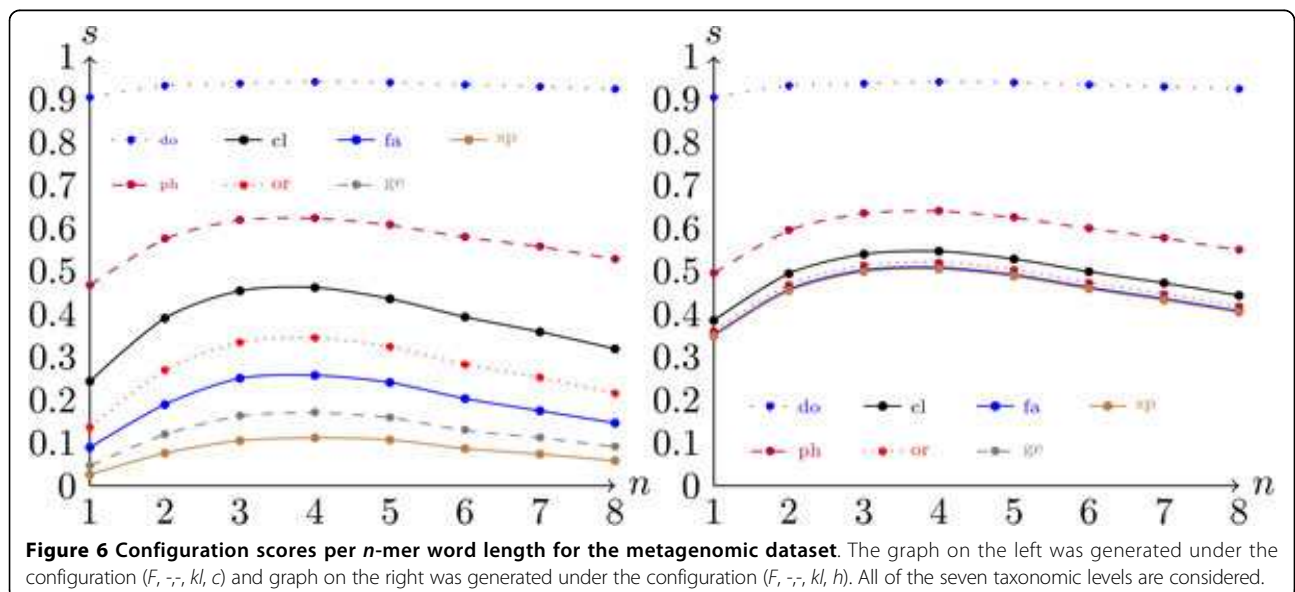 s
1
0.9
0.8
0.7
0.6
0.5
0.4
0.3
0.2
0.1
0
do cl fa sp
ph or ge
1 2 3 4 5 6 7 8 n
s
1
0.9
0.8
0.7
0.6
0.5
0.4
0.3
0.2
0.1
0
do cl fa sp
ph or ge
1 2 3 4 5 6 7 8 n
Figure 6 Configuration scores per n-mer word length for the metagenomic dataset. The graph on the left was generated under the
configuration (F, -,-, kl, c) and graph on the right was generated under the configuration (F, -,-, kl, h). All of the seven taxonomic levels are considered.